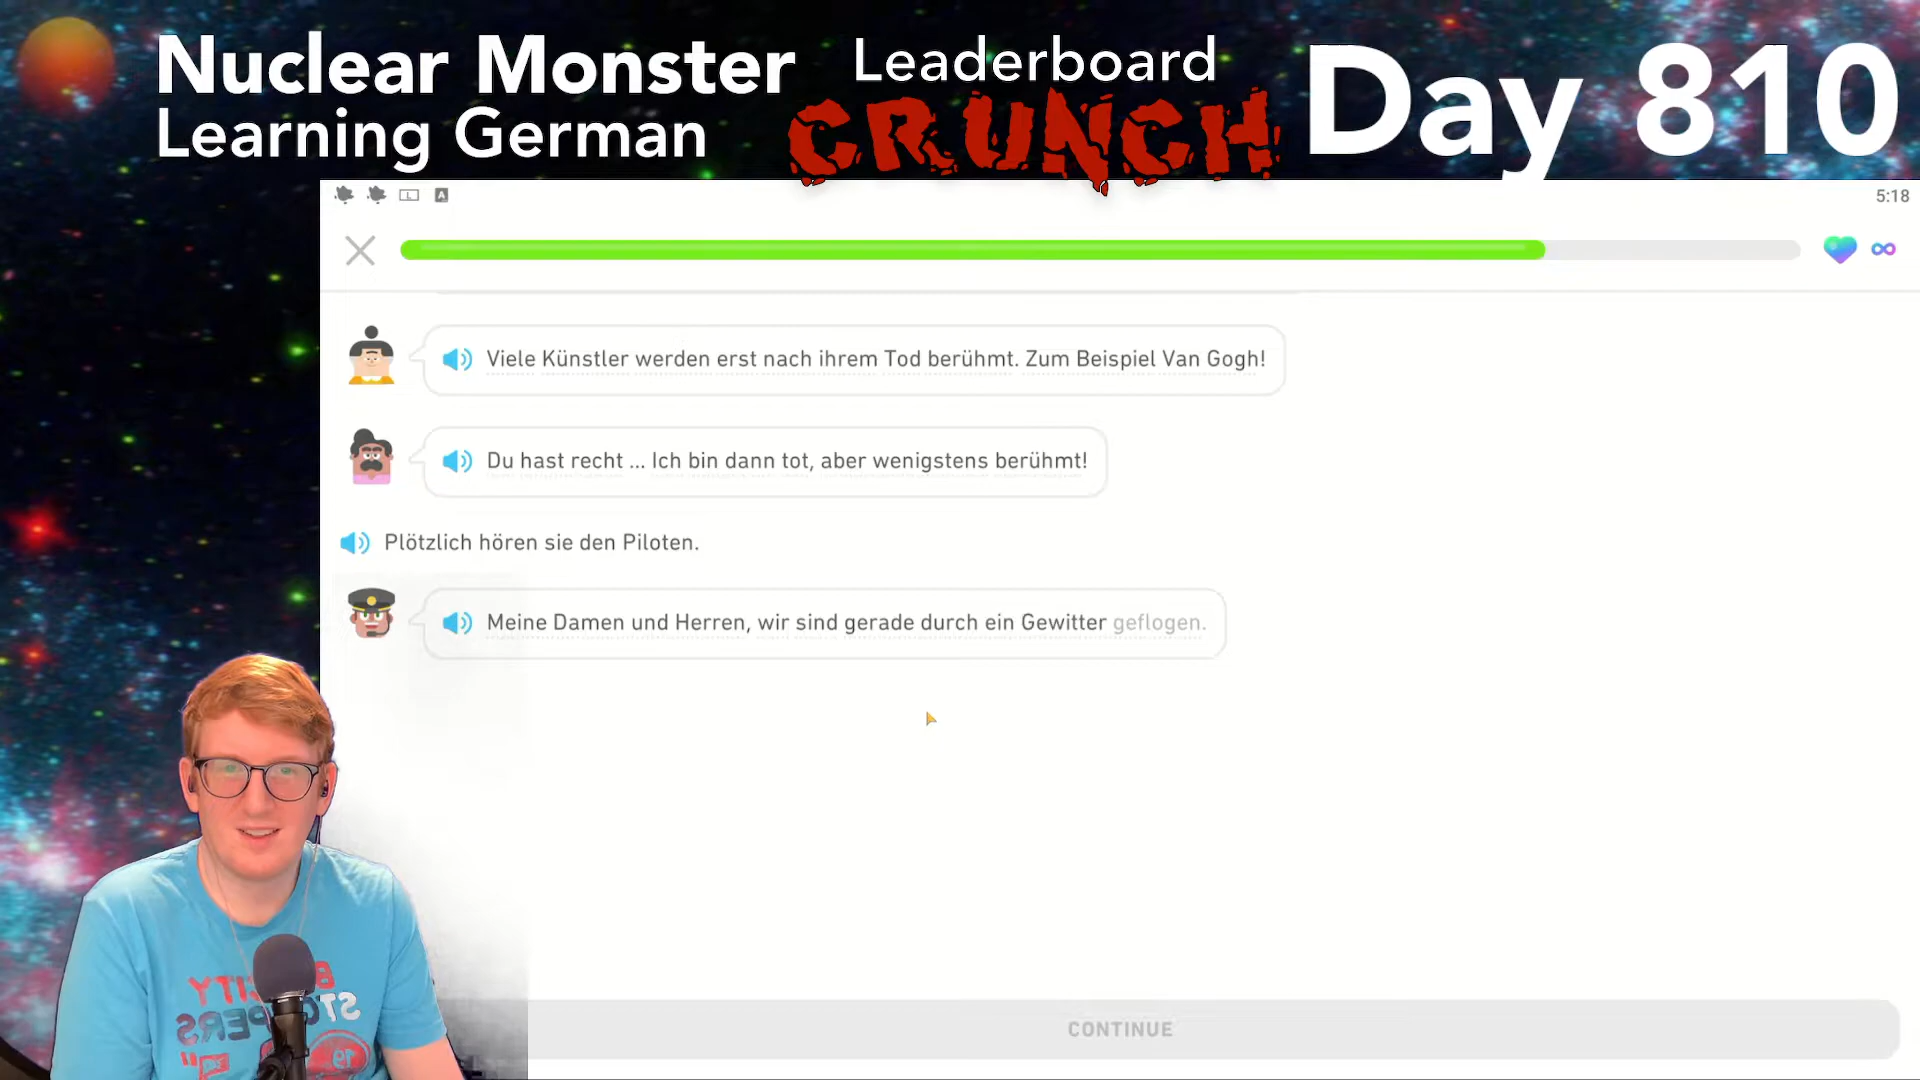 Nuclear Monster
Learning German
Leaderboard
CRUNCH
Day 810
L
A
5:18
Viele Künstler werden erst nach ihrem Tod berühmt. Zum Beispiel Van Gogh!
Du hast recht ... Ich bin dann tot, aber wenigstens berühmt!
Plötzlich hören sie den Piloten.
Meine Damen und Herren, wir sind gerade durch ein Gewitter geflogen.
CONTINUE